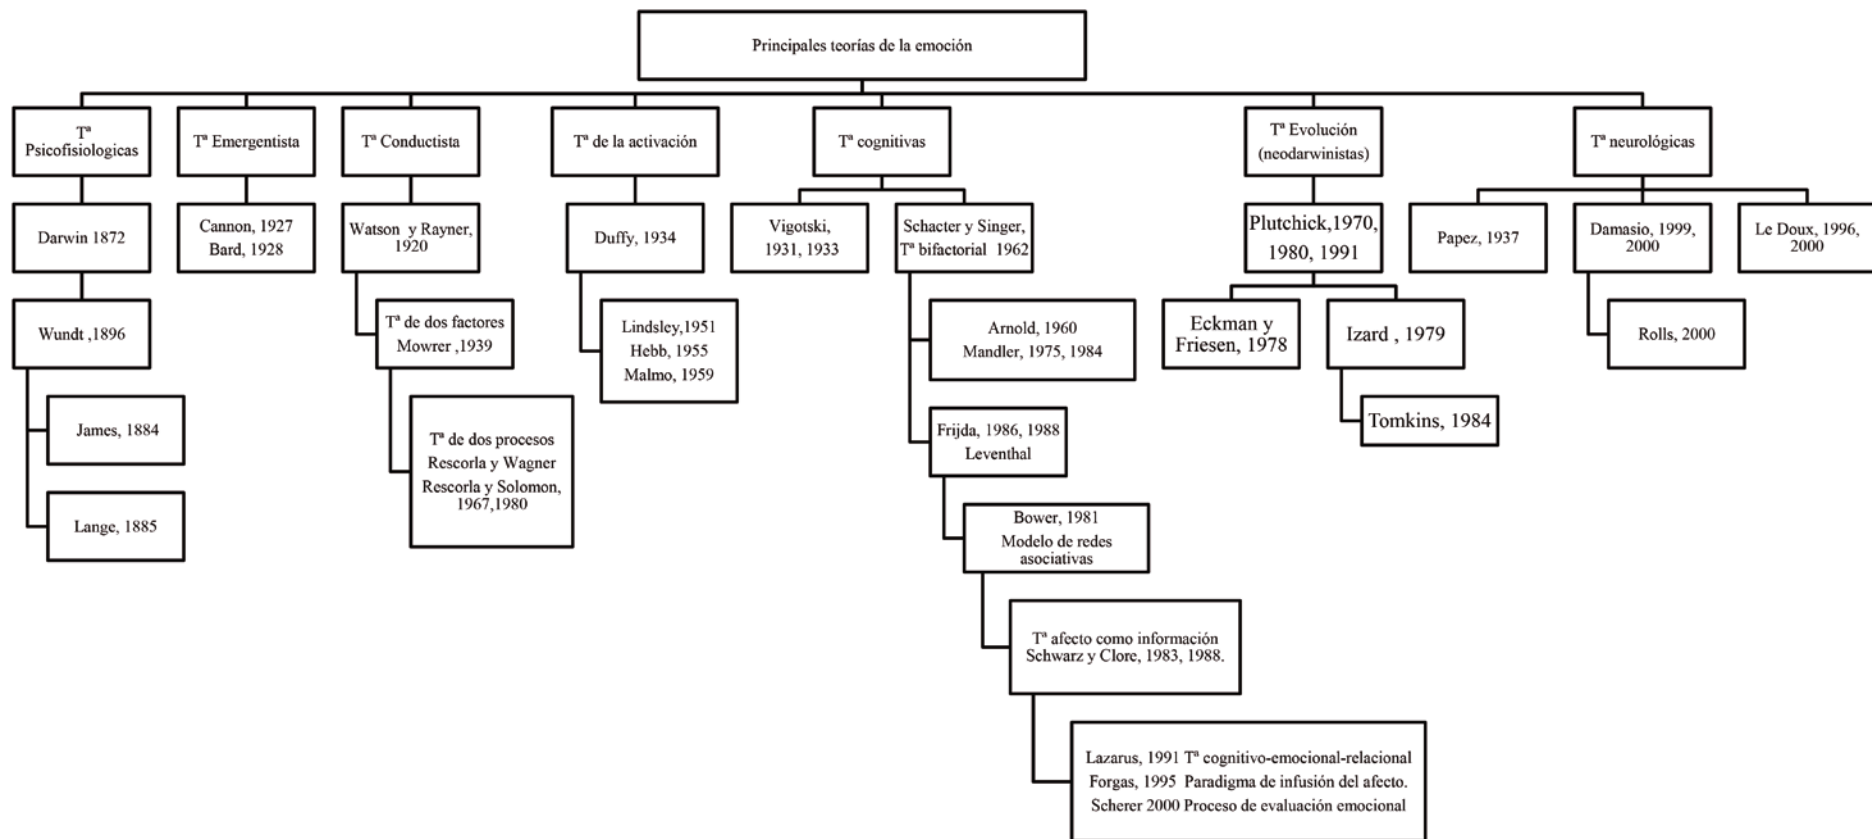 Principales teorías de la emoción
Tª
Psicofisiologicas
Tª Emergentista
Tª Conductista
Tª de la activación
Tª cognitivas
Tª Evolución
(neodarwinistas)
Tª neurológicas
Darwin 1872
Cannon, 1927
Bard, 1928
Watson y Rayner,
1920
Duffy, 1934
Vigotski,
1931, 1933
Schacter y Singer,
Tª bifactorial 1962
Plutchick,1970,
1980, 1991
Papez, 1937
Damasio, 1999,
2000
Le Doux, 1996,
2000
Wundt ,1896
Tª de dos factores
Mowrer ,1939
Lindsley,1951
Hebb, 1955
Malmo, 1959
Arnold, 1960
Mandler, 1975, 1984
Eckman y
Friesen, 1978
Izard , 1979
Rolls, 2000
James, 1884
Tª de dos procesos
Rescorla y Wagner
Rescorla y Solomon,
1967,1980
Frijda, 1986, 1988
Leventhal
Tomkins, 1984
Lange, 1885
Bower, 1981
Modelo de redes
asociativas
Tª afecto como información
Schwarz y Clore, 1983, 1988.
Lazarus, 1991 Tª cognitivo-emocional-relacional
Forgas, 1995 Paradigma de infusión del afecto.
Scherer 2000 Proceso de evaluación emocional